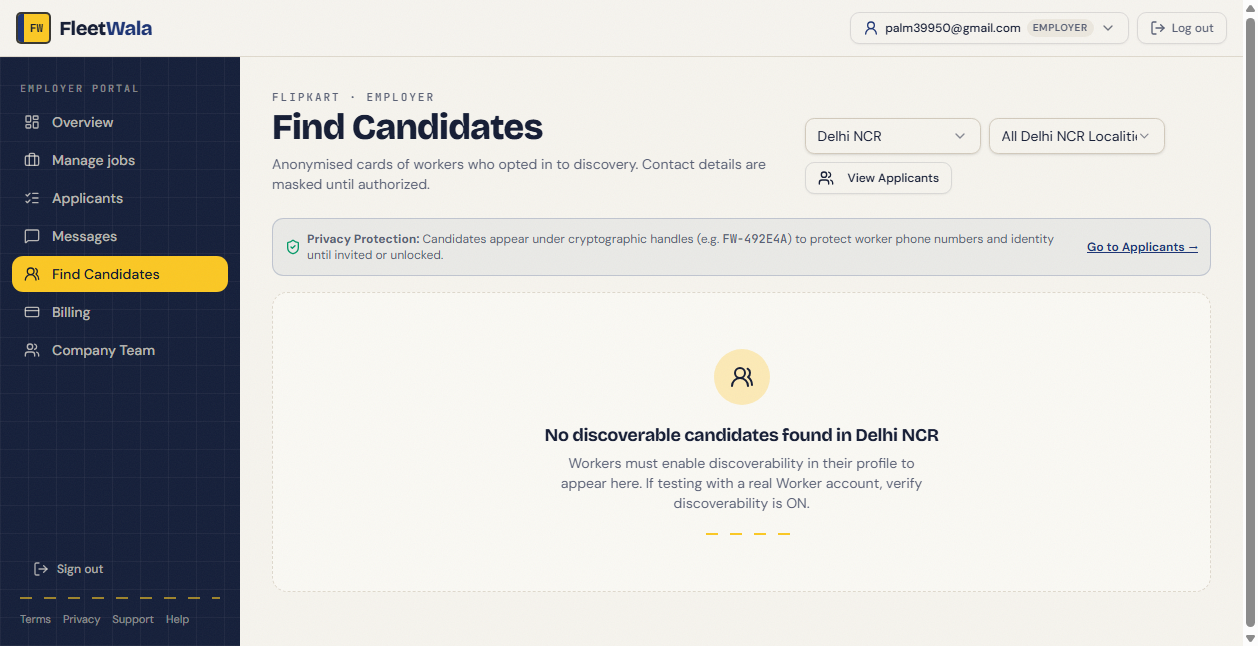 FW
FleetWala
palm39950@gmail.com EMPLOYER
Log out
EMPLOYER PORTAL
Overview
Manage jobs
Applicants
Messages
Find Candidates
Billing
Company Team
Sign out
Terms Privacy Support Help
FLIPKART · EMPLOYER
Find Candidates
Anonymised cards of workers who opted in to discovery. Contact details are
masked until authorized.
Delhi NCR
All Delhi NCR Localiti
View Applicants
Privacy Protection: Candidates appear under cryptographic handles (e.g. FW-492E4A) to protect worker phone numbers and identity
until invited or unlocked.
Go to Applicants →
No discoverable candidates found in Delhi NCR
Workers must enable discoverability in their profile to
appear here. If testing with a real Worker account, verify
discoverability is ON.